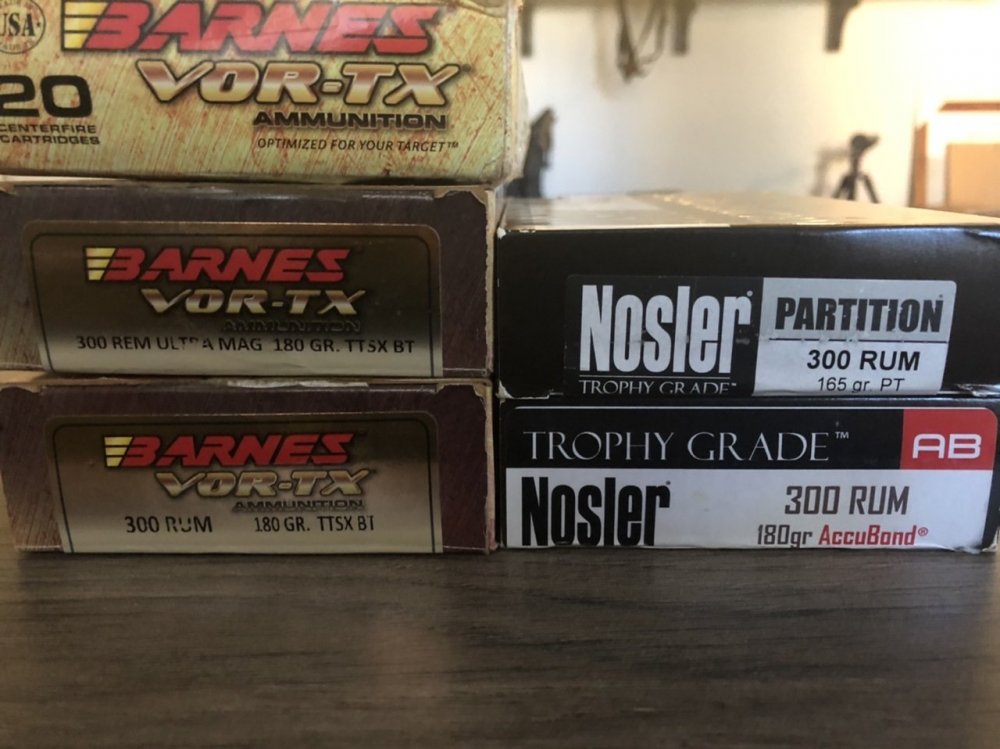 USA
BARNES
VOR-TX
AMMUNITION
OPTIMIZED FOR YOUR TARGET™
20
CENTERFIRE
CARTRIDGES
BARNES
VOR-TX
AMMUNITION
300 REM ULTRA MAG 180 GR. TTSX BT
BARNES
VOR-TX
AMMUNITION
300 RUM 180 GR. TTSX BT
Nosler®
TROPHY GRADE™
PARTITION
300 RUM
165 gr. PT
TROPHY GRADE™ AB
Nosler®
300 RUM
180gr AccuBond®